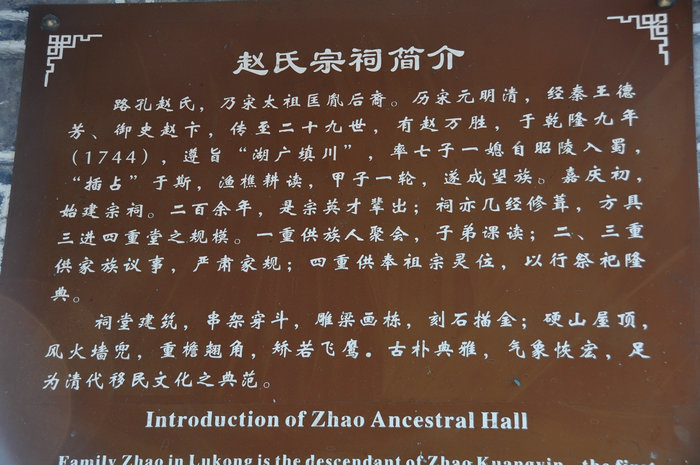 赵氏宗祠简介
路孔赵氏，乃宋太祖匡胤后裔。历宋元明清，经秦王德
芳、御史赵卞，传至二十九世，有赵万胜，于乾隆九年
（1744），遵旨“湖广填川”，率七子一媳自昭陵入蜀，
“插占”于斯，渔樵耕读，甲子一轮，遂成望族。嘉庆初，
始建宗祠。二百余年，是宗英才辈出；祠亦几经修葺，方具
三进四重堂之规模。一重供族人聚会，子弟课读；二、三重
供家族议事，严肃家规；四重供奉祖宗灵位，以行祭祀隆
典。
祠堂建筑，串架穿斗，雕梁画栋，刻石描金；硬山屋顶，
风火墙兜，重檐翘角，矫若飞鹰。古朴典雅，气象恢宏，足
为清代移民文化之典范。
Introduction of Zhao Ancestral Hall
Family Zhao in Lukong is the descendant of Zhao Kuangyin, the first